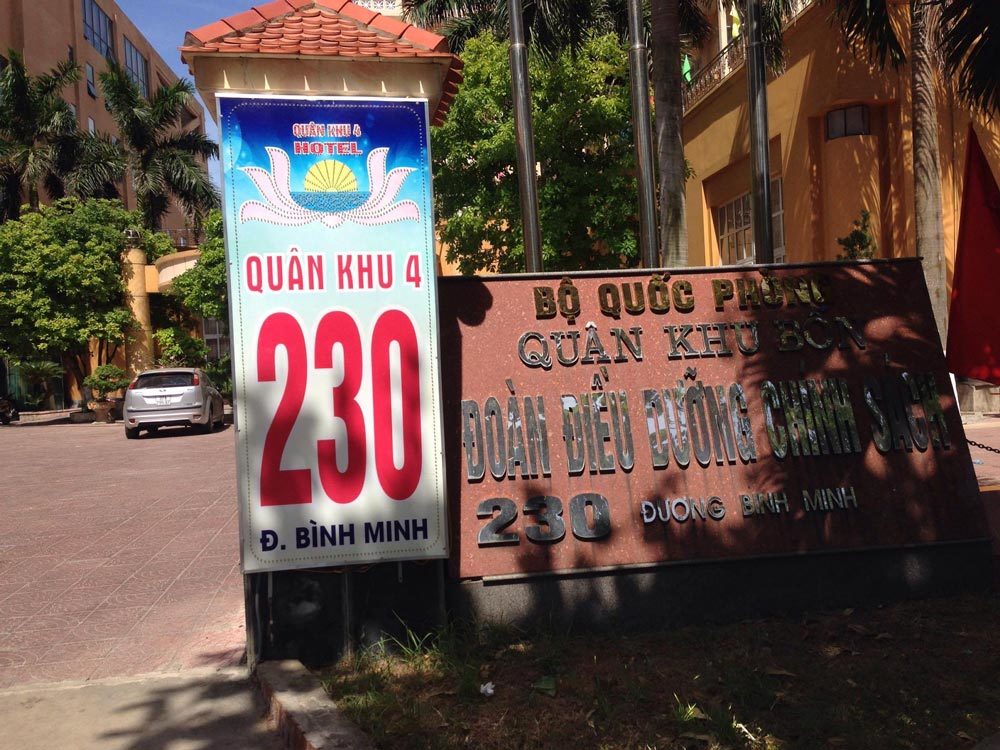 QUÂN KHU 4
HOTEL
QUÂN KHU 4
230
Đ. BÌNH MINH
BỘ QUỐC PHÒNG
QUÂN KHU BỐN
ĐOÀN ĐIỀU DƯỠNG CHÍNH SÁCH
230 ĐƯỜNG BÌNH MINH